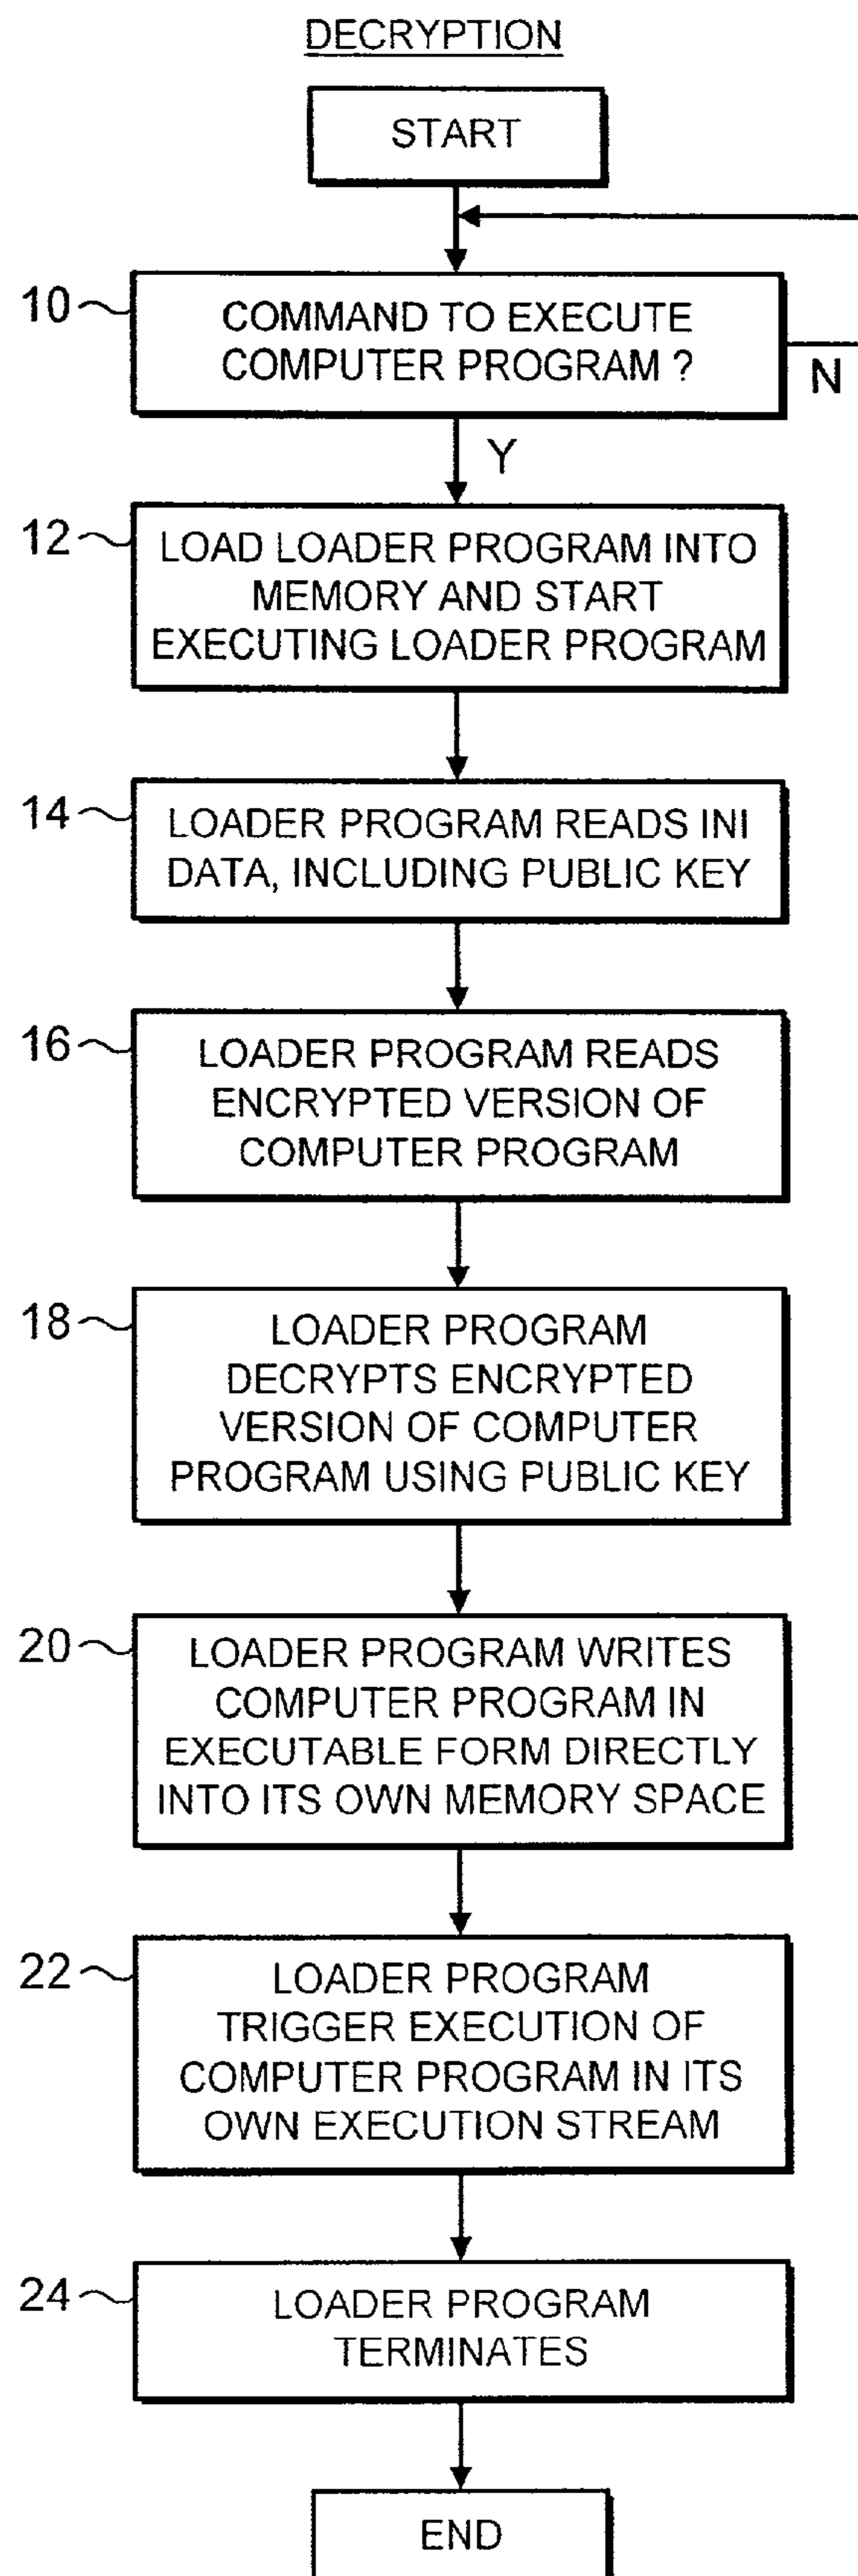 DECRYPTION
START
10
COMMAND TO EXECUTE
COMPUTER PROGRAM ?
N
Y
12
LOAD LOADER PROGRAM INTO
MEMORY AND START
EXECUTING LOADER PROGRAM
14
LOADER PROGRAM READS INI
DATA, INCLUDING PUBLIC KEY
16
LOADER PROGRAM READS
ENCRYPTED VERSION OF
COMPUTER PROGRAM
18
LOADER PROGRAM
DECRYPTS ENCRYPTED
VERSION OF COMPUTER
PROGRAM USING PUBLIC KEY
20
LOADER PROGRAM WRITES
COMPUTER PROGRAM IN
EXECUTABLE FORM DIRECTLY
INTO ITS OWN MEMORY SPACE
22
LOADER PROGRAM
TRIGGER EXECUTION OF
COMPUTER PROGRAM IN ITS
OWN EXECUTION STREAM
24
LOADER PROGRAM
TERMINATES
END